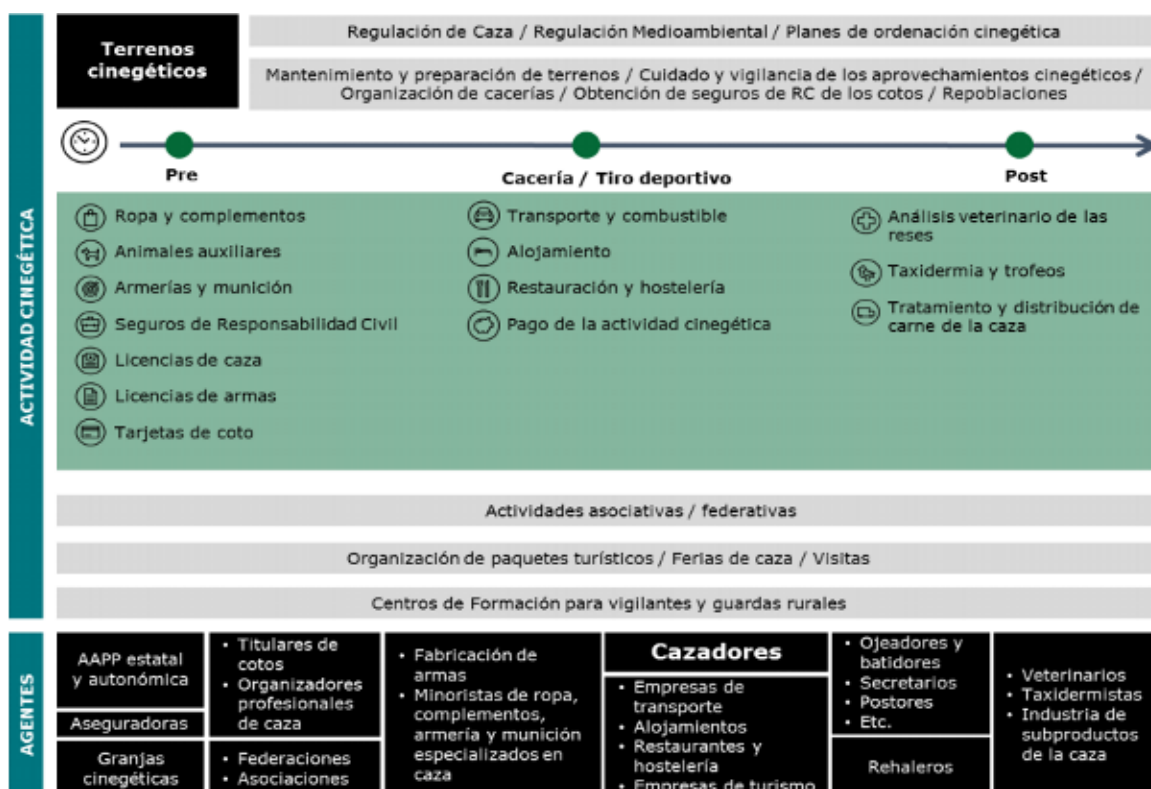 Terrenos
cinegéticos
Regulación de Caza / Regulación Medioambiental / Planes de ordenación cinegética
Mantenimiento y preparación de terrenos / Cuidado y vigilancia de los aprovechamientos cinegéticos /
Organización de cacerías / Obtención de seguros de RC de los cotos / Repoblaciones
ACTIVIDAD CINEGÉTICA
Pre
Cacería / Tiro deportivo
Post
Ropa y complementos
Animales auxiliares
Armerías y munición
Seguros de Responsabilidad Civil
Licencias de caza
Licencias de armas
Tarjetas de coto
Transporte y combustible
Alojamiento
Restauración y hostelería
Pago de la actividad cinegética
Análisis veterinario de las
reses
Taxidermia y trofeos
Tratamiento y distribución de
carne de la caza
Actividades asociativas / federativas
Organización de paquetes turísticos / Ferias de caza / Visitas
Centros de Formación para vigilantes y guardas rurales
AGENTES
AAPP estatal
y autonómica
Aseguradoras
Granjas
cinegéticas
• Titulares de
cotos
• Organizadores
profesionales
de caza
• Federaciones
• Asociaciones
• Fabricación de
armas
• Minoristas de ropa,
complementos,
armería y munición
especializados en
caza
Cazadores
• Empresas de
transporte
• Alojamientos
• Restaurantes y
hostelería
• Empresas de turismo
• Ojeadores y
batidores
• Secretarios
• Postores
• Etc.
Rehaleros
• Veterinarios
• Taxidermistas
• Industria de
subproductos
de la caza